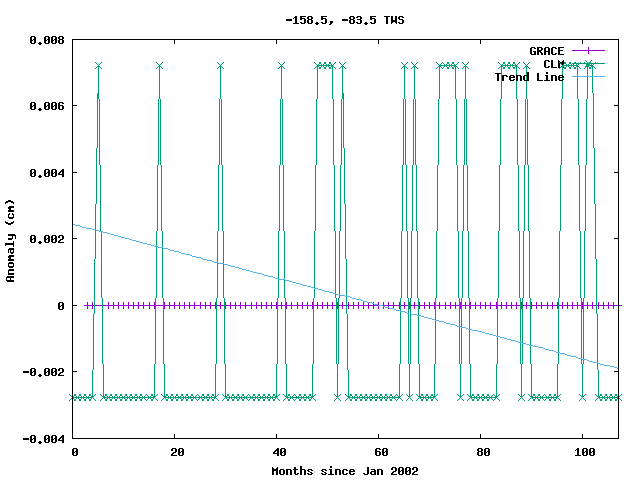 -158.5, -83.5 TWS
GRACE
CLM
Trend Line
0.008
0.006
0.004
0.002
0
-0.002
-0.004
Anomaly (cm)
0 20 40 60 80 100
Months since Jan 2002